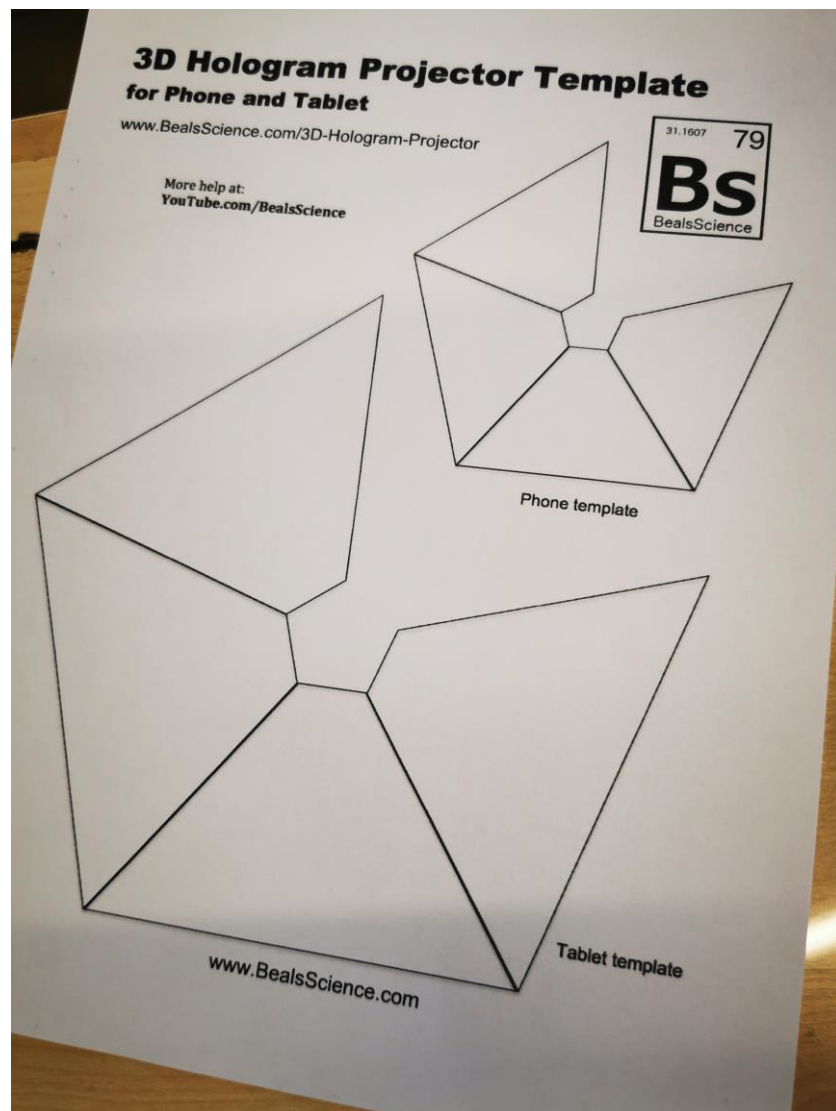 3D Hologram Projector Template
for Phone and Tablet
www.BealsScience.com/3D-Hologram-Projector
More help at:
YouTube.com/BealsScience
31.1607 79
Bs
BealsScience
Phone template
Tablet template
www.BealsScience.com